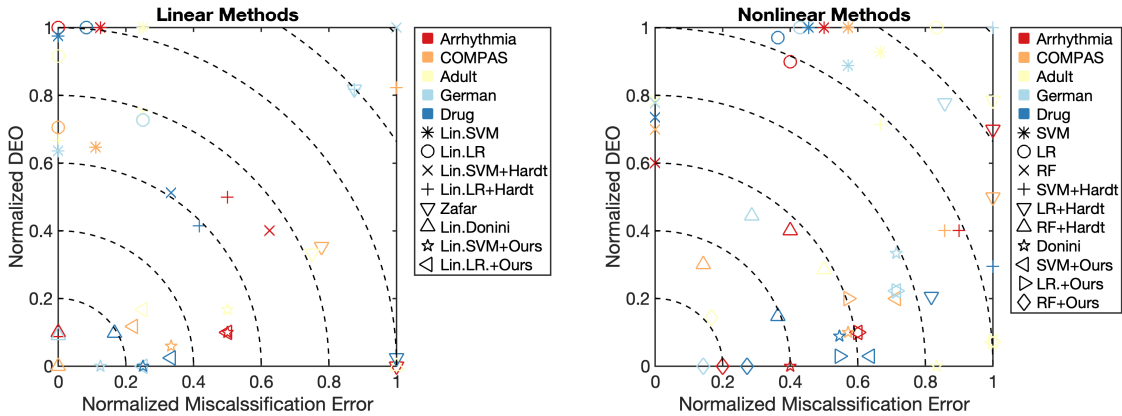 Linear Methods
1
0.8
0.6
0.4
0.2
0
Normalized DEO
0 0.2 0.4 0.6 0.8 1
Normalized Miscalssification Error
Arrhythmia
COMPAS
Adult
German
Drug
Lin.SVM
Lin.LR
Lin.SVM+Hardt
Lin.LR+Hardt
Zafar
Lin.Donini
Lin.SVM+Ours
Lin.LR.+Ours
Nonlinear Methods
1
0.8
0.6
0.4
0.2
0
Normalized DEO
0 0.2 0.4 0.6 0.8 1
Normalized Miscalssification Error
Arrhythmia
COMPAS
Adult
German
Drug
SVM
LR
RF
SVM+Hardt
LR+Hardt
RF+Hardt
Donini
SVM+Ours
LR.+Ours
RF+Ours